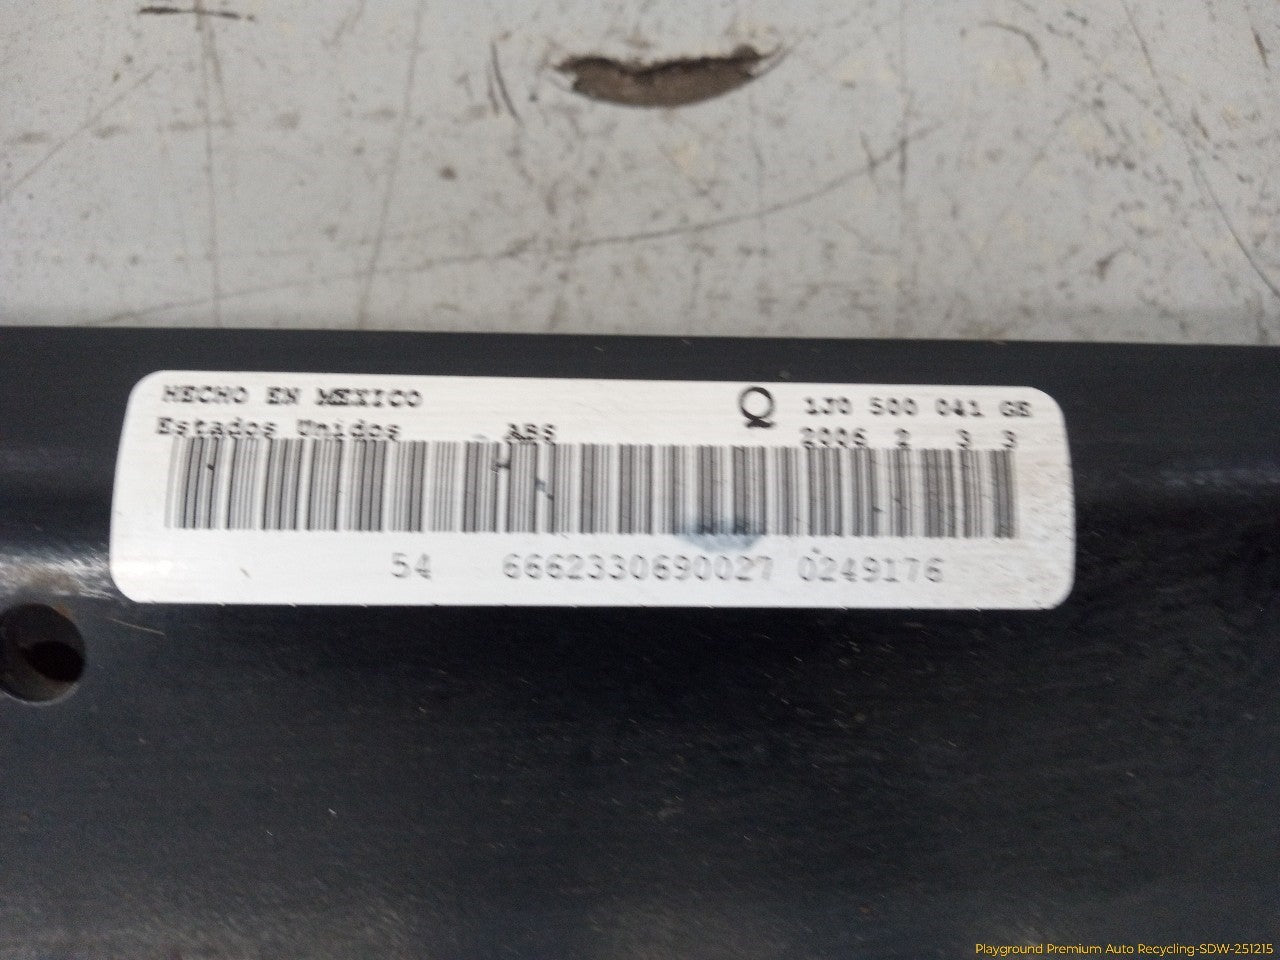 HECHO EN MEXICO Q 1J0 500 041 GE
Estados Unidos ABS 2006 2 3 3
54 6662330690027 0249176
Playground Premium Auto Recycling-SDW-251215